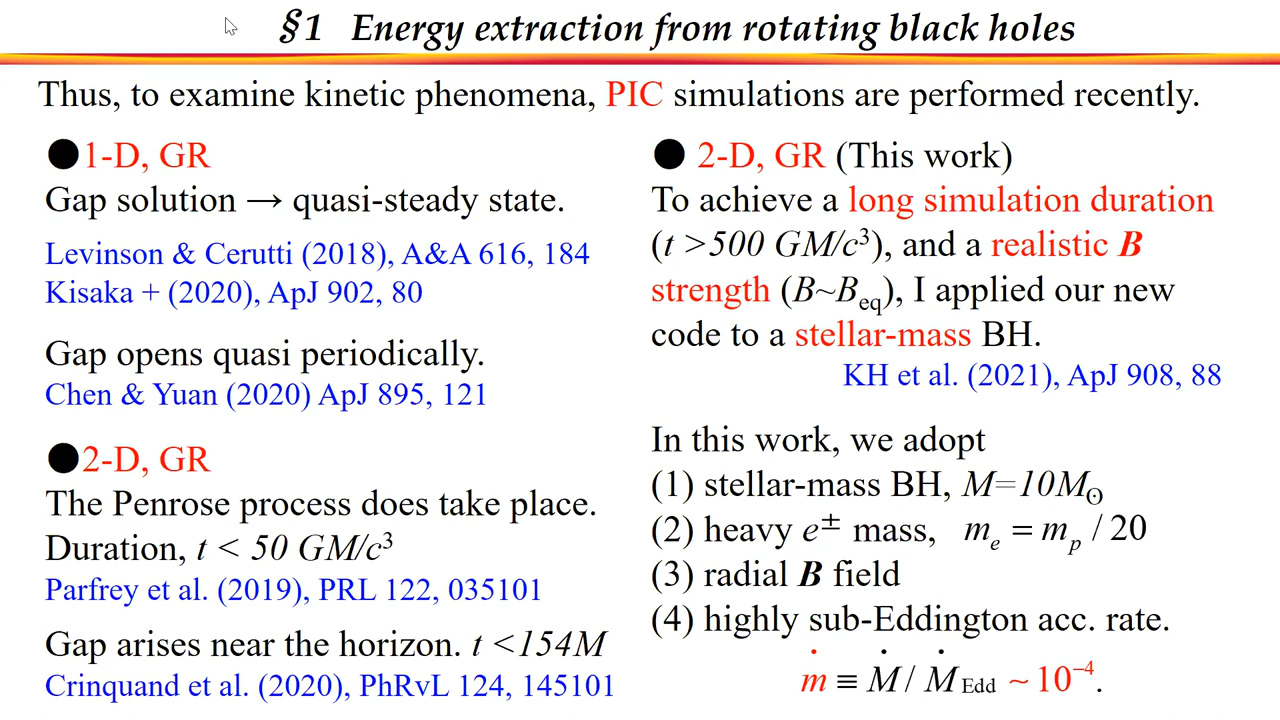 §1 Energy extraction from rotating black holes
Thus, to examine kinetic phenomena, PIC simulations are performed recently.
●1-D, GR
Gap solution → quasi-steady state.
Levinson & Cerutti (2018), A&A 616, 184
Kisaka + (2020), ApJ 902, 80
Gap opens quasi periodically.
Chen & Yuan (2020) ApJ 895, 121
●2-D, GR
The Penrose process does take place.
Duration, t < 50 GM/c³
Parfrey et al. (2019), PRL 122, 035101
Gap arises near the horizon. t <154M
Crinquand et al. (2020), PhRvL 124, 145101
● 2-D, GR (This work)
To achieve a long simulation duration
(t >500 GM/c³), and a realistic B
strength (B~B_eq), I applied our new
code to a stellar-mass BH.
KH et al. (2021), ApJ 908, 88
In this work, we adopt
(1) stellar-mass BH, M=10M_⊙
(2) heavy e± mass, m_e = m_p / 20
(3) radial B field
(4) highly sub-Eddington acc. rate.
ṁ ≡ Ṁ / Ṁ_Edd ~ 10⁻⁴.